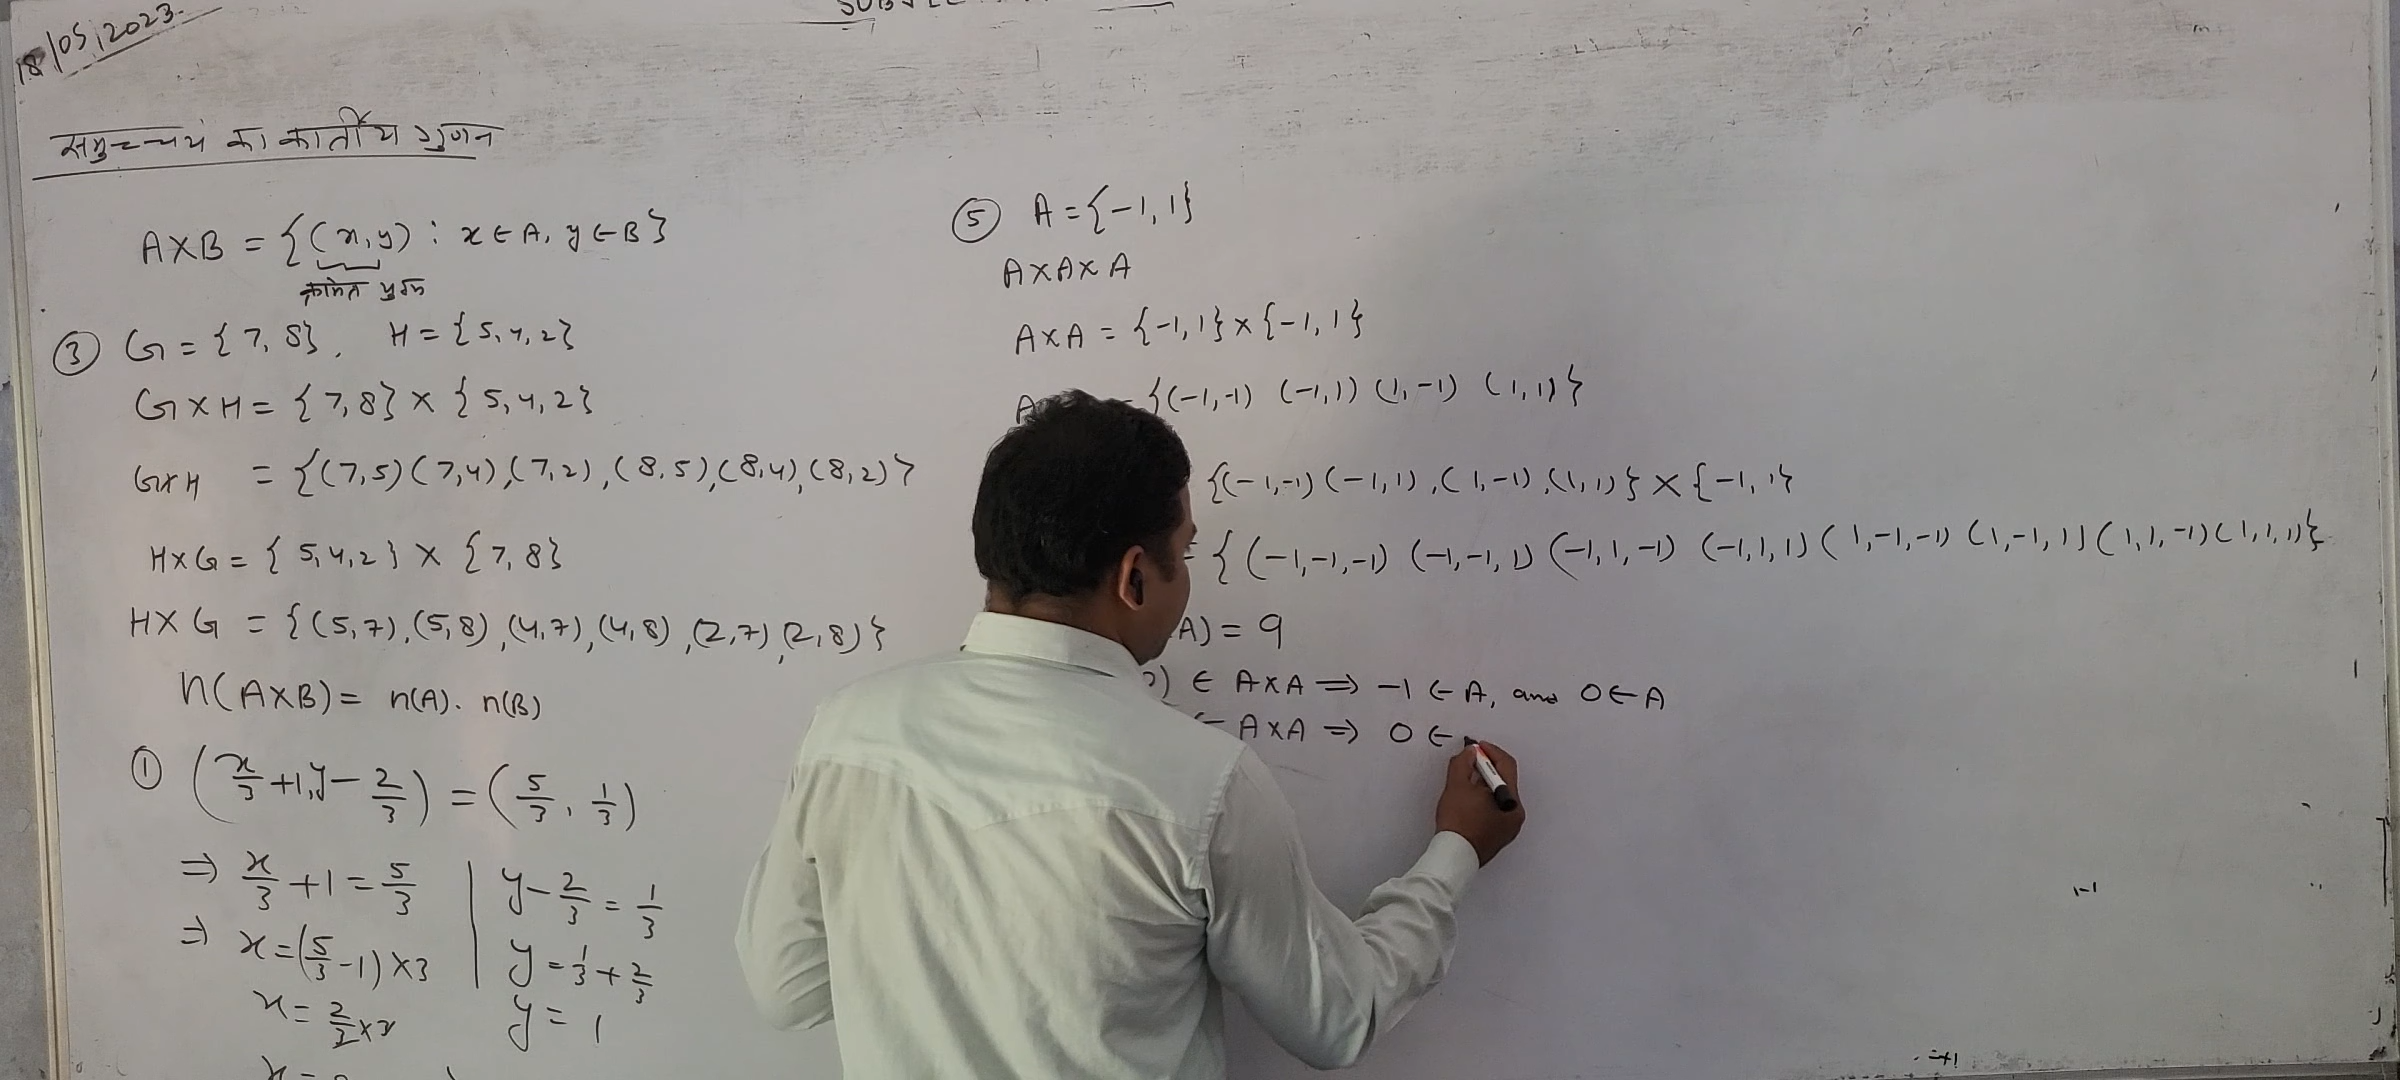 18/05/2023
समुच्चयं का कार्तीय गुणन
A×B = {(x,y) : x∈A, y∈B}
क्रमित युग्म
③ G = {7, 8}, H = {5, 4, 2}
G×H = {7,8} × {5,4,2}
G×H = {(7,5)(7,4),(7,2),(8,5),(8,4),(8,2)}
H×G = {5,4,2} × {7,8}
H×G = {(5,7),(5,8),(4,7),(4,8),(2,7),(2,8)}
n(A×B) = n(A). n(B)
① (x/3+1, y-2/3) = (5/3, 1/3)
⇒ x/3+1 = 5/3 | y-2/3 = 1/3
⇒ x = (5/3-1)×3 | y = 1/3+2/3
x = 2/3×3 y = 1
⑤ A = {-1, 1}
A×A×A
A×A = {-1,1}×{-1,1}
A = {(-1,-1) (-1,1) (1,-1) (1,1)}
{(-1,-1)(-1,1),(1,-1),(1,1)} × {-1,1}
= {(-1,-1,-1) (-1,-1,1) (-1,1,-1) (-1,1,1) (1,-1,-1) (1,-1,1) (1,1,-1) (1,1,1)}
A) = 9
0) ∈ A×A ⇒ -1∈A, and 0∈A
∈ A×A ⇒ 0∈